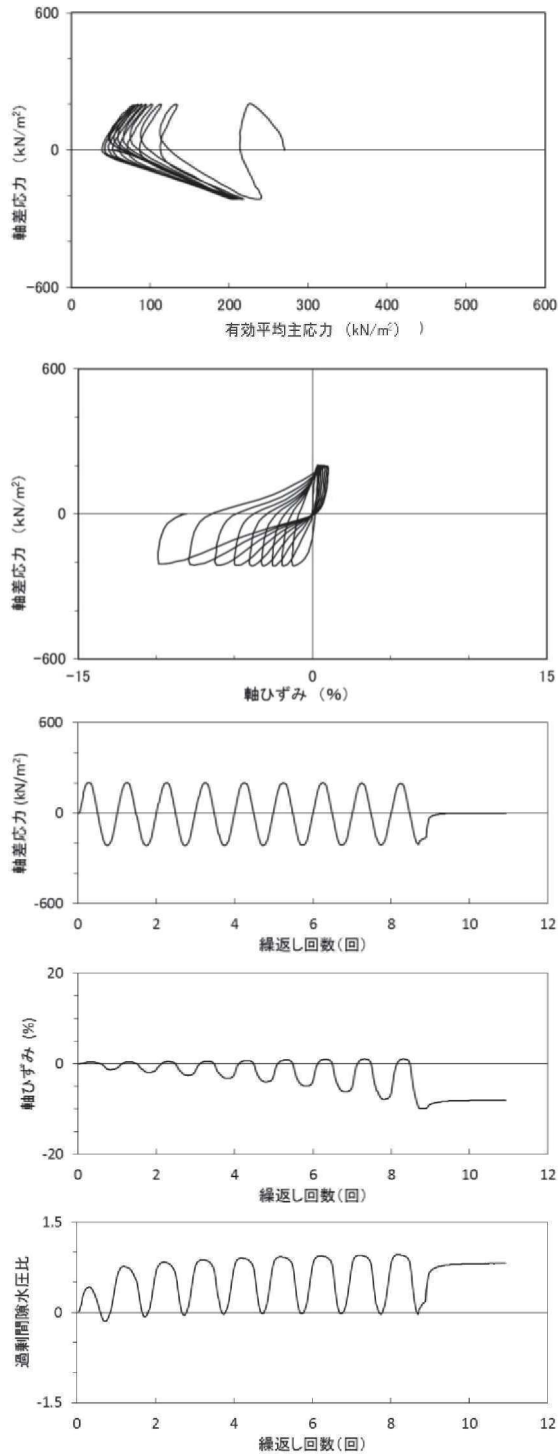 600
0
-600
軸差応力 (kN/m²)
0 100 200 300 400 500 600
有効平均主応力 (kN/m²) )
600
0
-600
軸差応力 (kN/m²)
-15 0 15
軸ひずみ (%)
600
0
-600
軸差応力 (kN/m²)
0 2 4 6 8 10 12
繰返し回数(回)
20
0
-20
軸ひずみ (%)
0 2 4 6 8 10 12
繰返し回数(回)
1.5
0
-1.5
過剰間隙水圧比
0 2 4 6 8 10 12
繰返し回数(回)